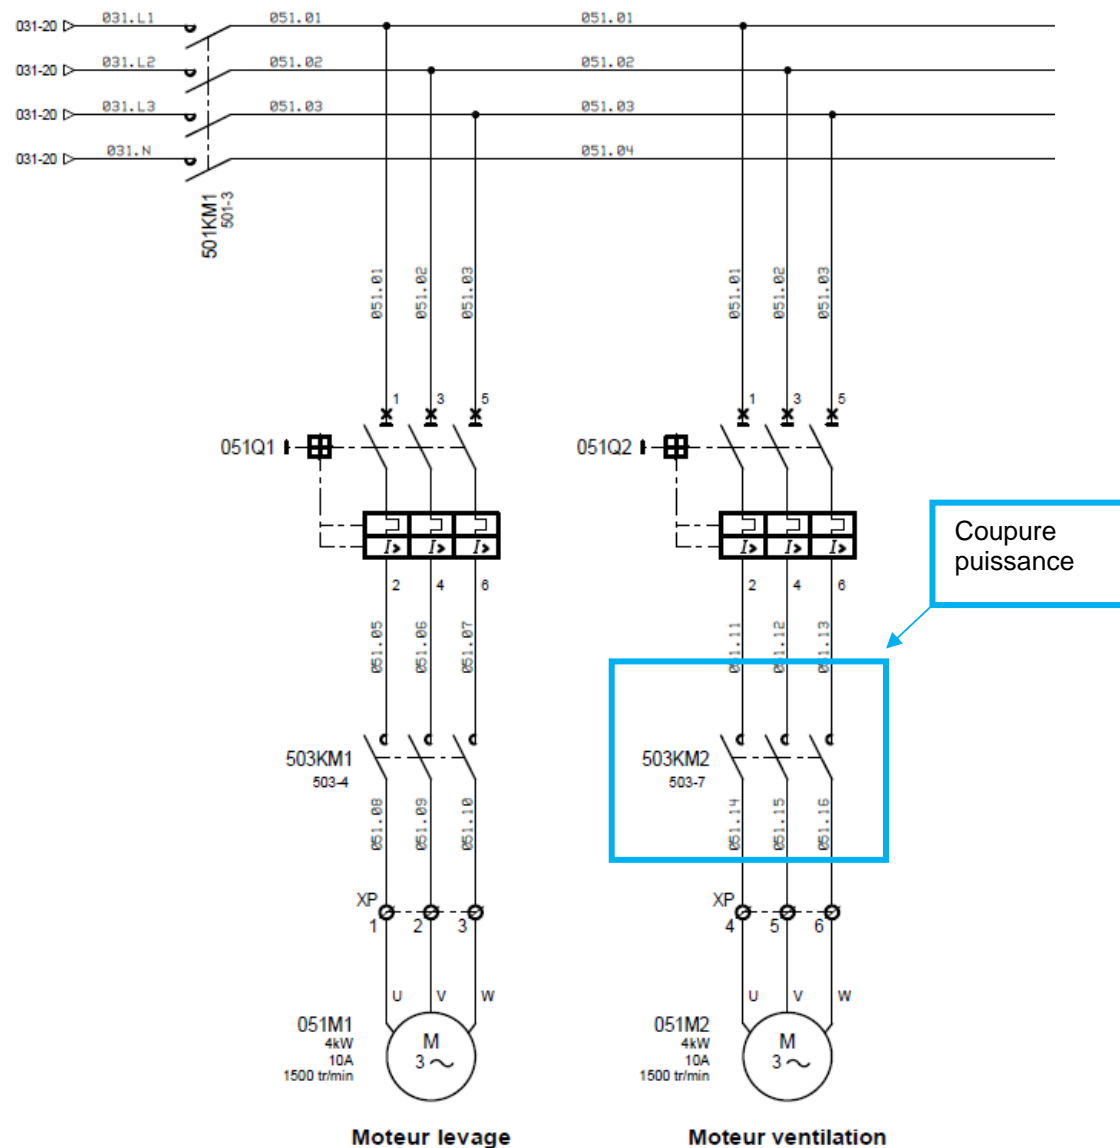 031-20 031.L1 051.01 051.01
031-20 031.L2 051.02 051.02
031-20 031.L3 051.03 051.03
031-20 031.N 051.04
501KM1
501-3
051.01 051.02 051.03 051.01 051.02 051.03
1 3 5 1 3 5
051Q1 051Q2
I> I> I> I> I> I>
Coupure
puissance
2 4 6 2 4 6
051.05 051.06 051.07 051.11 051.12 051.13
503KM1 503KM2
503-4 503-7
051.08 051.09 051.10 051.14 051.15 051.16
XP XP
1 2 3 4 5 6
U V W U V W
051M1 051M2
4kW M 4kW M
10A 3 ~ 10A 3 ~
1500 tr/min 1500 tr/min
Moteur levage Moteur ventilation